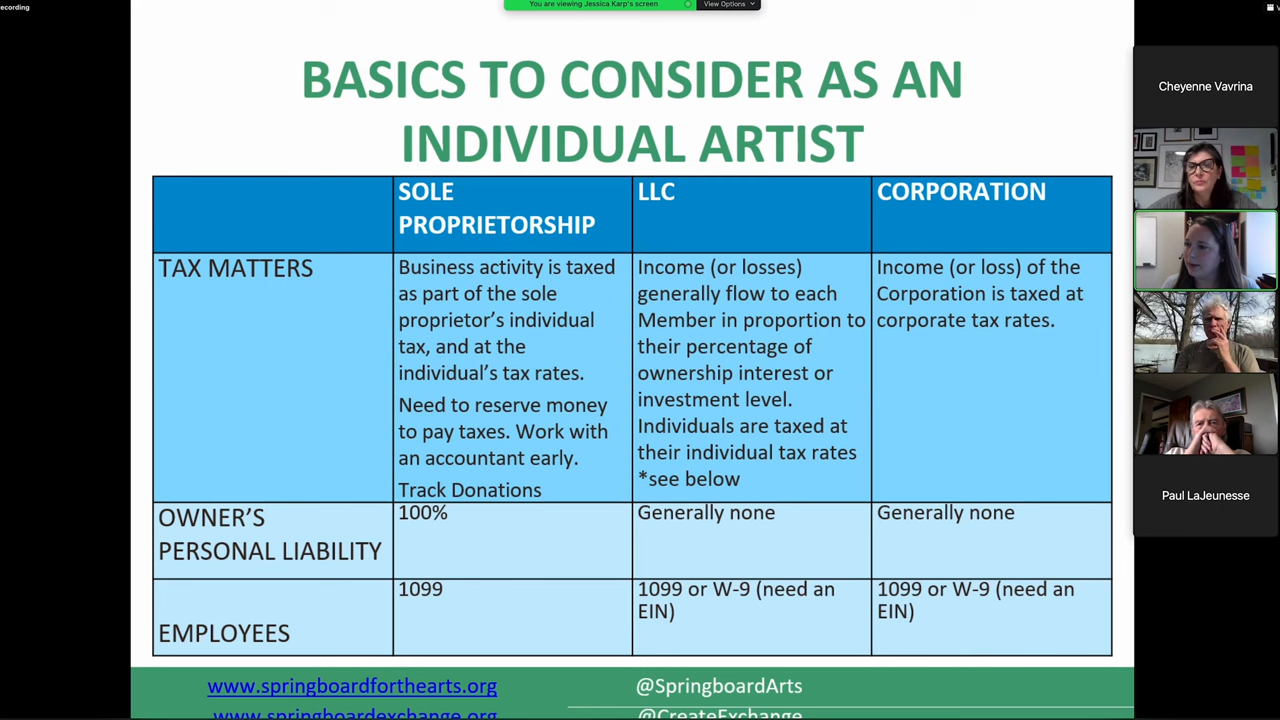 ecording
You are viewing Jessica Karp's screen
View Options
BASICS TO CONSIDER AS AN
INDIVIDUAL ARTIST
SOLE
PROPRIETORSHIP
LLC
CORPORATION
TAX MATTERS
Business activity is taxed
as part of the sole
proprietor’s individual
tax, and at the
individual’s tax rates.
Need to reserve money
to pay taxes. Work with
an accountant early.
Track Donations
Income (or losses)
generally flow to each
Member in proportion to
their percentage of
ownership interest or
investment level.
Individuals are taxed at
their individual tax rates
*see below
Income (or loss) of the
Corporation is taxed at
corporate tax rates.
OWNER’S
PERSONAL LIABILITY
100%
Generally none
Generally none
EMPLOYEES
1099
1099 or W-9 (need an
EIN)
1099 or W-9 (need an
EIN)
www.springboardforthearts.org
@SpringboardArts
www.springboardexchange.org
@CreateExchange
Cheyenne Vavrina
Paul LaJeunesse